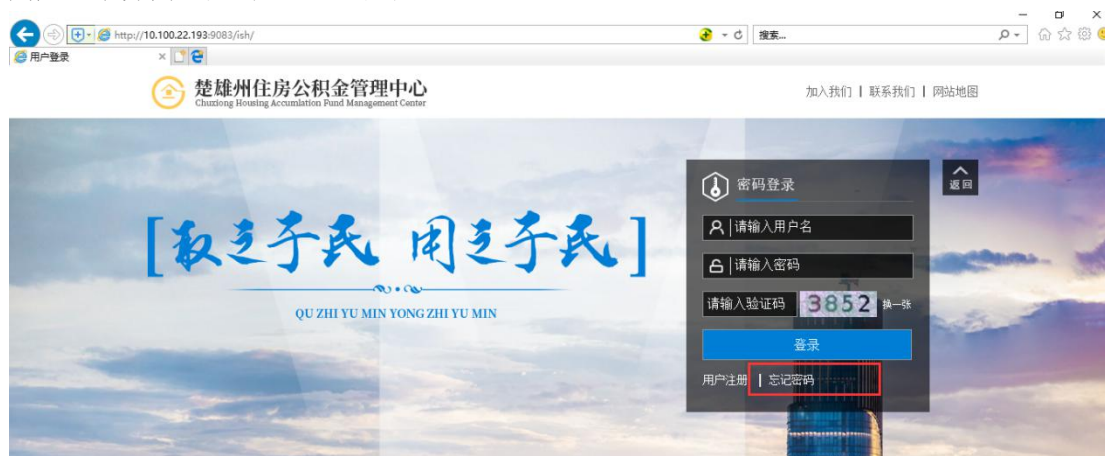 http://10.100.22.193:9083/ish/
搜索...
用户登录
楚雄州住房公积金管理中心
Chuxiong Housing Accumlation Fund Management Center
加入我们 | 联系我们 | 网站地图
密码登录
返回
[取之于民 用之于民]
QU ZHI YU MIN YONG ZHI YU MIN
请输入用户名
请输入密码
请输入验证码 3852 换一张
登录
用户注册 | 忘记密码